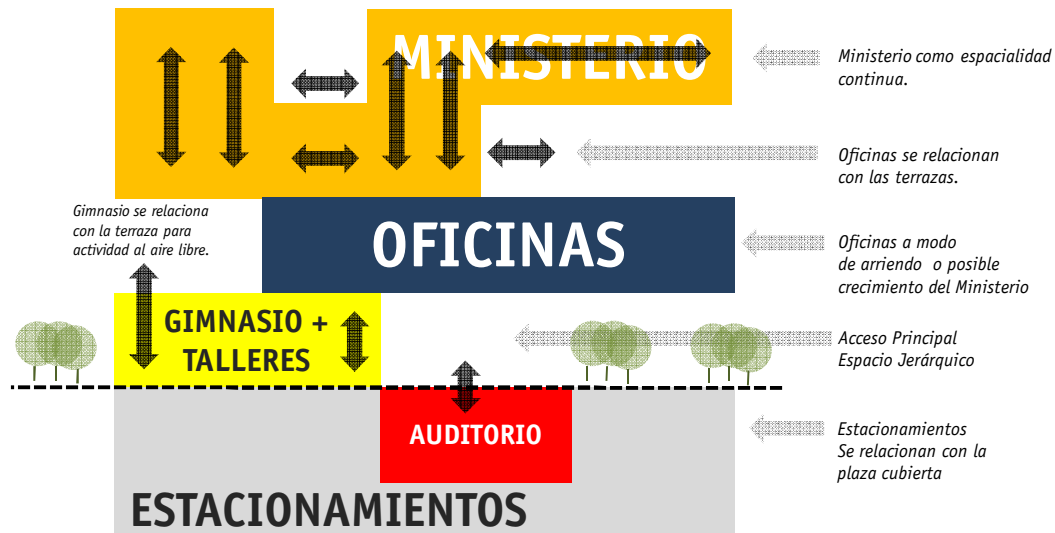 MINISTERIO
Ministerio como espacialidad
continua.
Oficinas se relacionan
con las terrazas.
Gimnasio se relaciona
con la terraza para
actividad al aire libre.
OFICINAS
Oficinas a modo
de arriendo o posible
crecimiento del Ministerio
GIMNASIO +
TALLERES
Acceso Principal
Espacio Jerárquico
AUDITORIO
Estacionamientos
Se relacionan con la
plaza cubierta
ESTACIONAMIENTOS